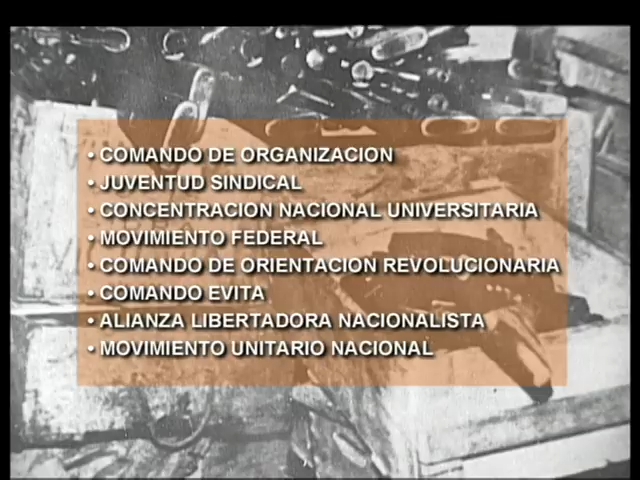 • COMANDO DE ORGANIZACION
• JUVENTUD SINDICAL
• CONCENTRACION NACIONAL UNIVERSITARIA
• MOVIMIENTO FEDERAL
• COMANDO DE ORIENTACION REVOLUCIONARIA
• COMANDO EVITA
• ALIANZA LIBERTADORA NACIONALISTA
• MOVIMIENTO UNITARIO NACIONAL